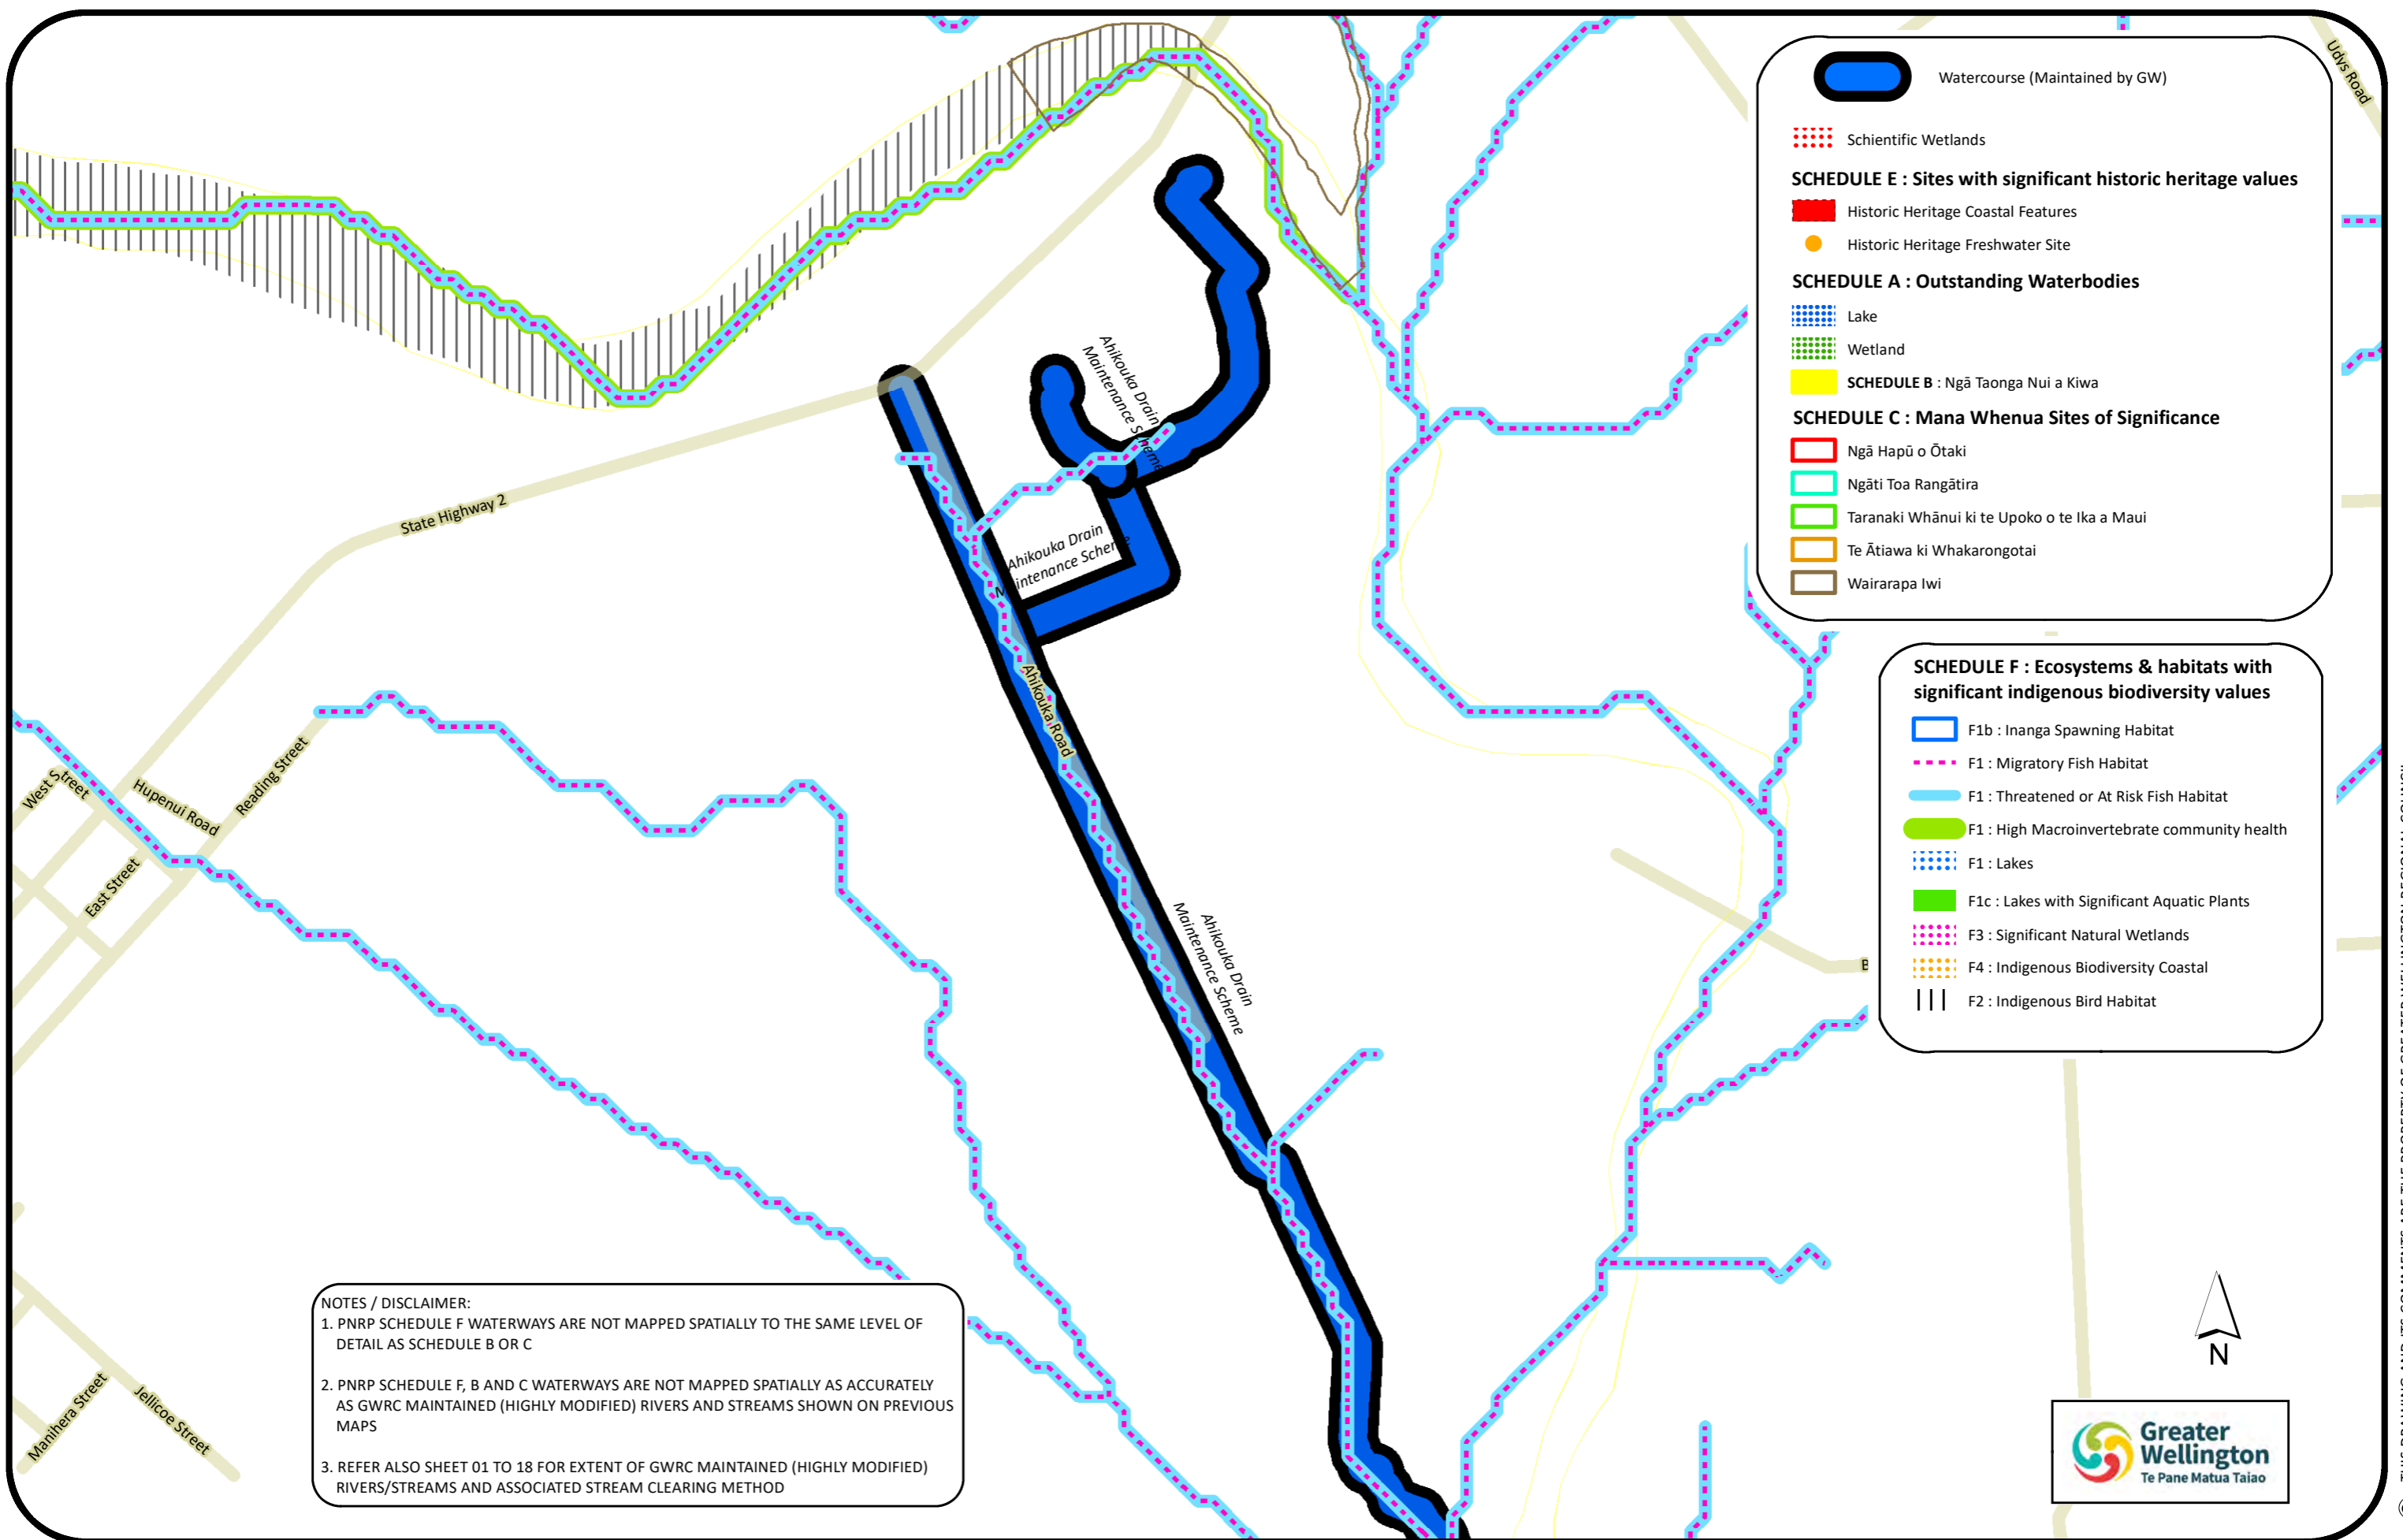 Udys Road
Watercourse (Maintained by GW)
Schientific Wetlands
SCHEDULE E : Sites with significant historic heritage values
Historic Heritage Coastal Features
Historic Heritage Freshwater Site
SCHEDULE A : Outstanding Waterbodies
Lake
Wetland
SCHEDULE B : Ngā Taonga Nui a Kiwa
SCHEDULE C : Mana Whenua Sites of Significance
Ngā Hapū o Ōtaki
Ngāti Toa Rangātira
Taranaki Whānui ki te Upoko o te Ika a Maui
Te Ātiawa ki Whakarongotai
Wairarapa Iwi
SCHEDULE F : Ecosystems & habitats with
significant indigenous biodiversity values
F1b : Inanga Spawning Habitat
F1 : Migratory Fish Habitat
F1 : Threatened or At Risk Fish Habitat
F1 : High Macroinvertebrate community health
F1 : Lakes
F1c : Lakes with Significant Aquatic Plants
F3 : Significant Natural Wetlands
F4 : Indigenous Biodiversity Coastal
F2 : Indigenous Bird Habitat
Ahikouka Drain
Maintenance Scheme
State Highway 2
Ahikouka Drain
Maintenance Scheme
Ahikouka Road
West Street
Hupenui Road
Reading Street
East Street
Ahikouka Drain
Maintenance Scheme
B
Manihera Street
Jellicoe Street
NOTES / DISCLAIMER:
1. PNRP SCHEDULE F WATERWAYS ARE NOT MAPPED SPATIALLY TO THE SAME LEVEL OF
DETAIL AS SCHEDULE B OR C
2. PNRP SCHEDULE F, B AND C WATERWAYS ARE NOT MAPPED SPATIALLY AS ACCURATELY
AS GWRC MAINTAINED (HIGHLY MODIFIED) RIVERS AND STREAMS SHOWN ON PREVIOUS
MAPS
3. REFER ALSO SHEET 01 TO 18 FOR EXTENT OF GWRC MAINTAINED (HIGHLY MODIFIED)
RIVERS/STREAMS AND ASSOCIATED STREAM CLEARING METHOD
N
Greater
Wellington
Te Pane Matua Taiao